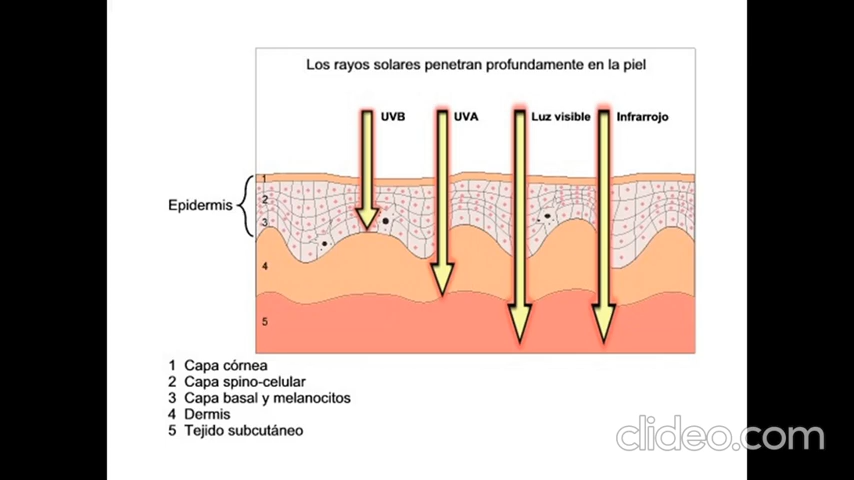 Los rayos solares penetran profundamente en la piel
UVB
UVA
Luz visible
Infrarrojo
1
Epidermis
2
3
4
5
1 Capa córnea
2 Capa spino-celular
3 Capa basal y melanocitos
4 Dermis
5 Tejido subcutáneo
clideo.com